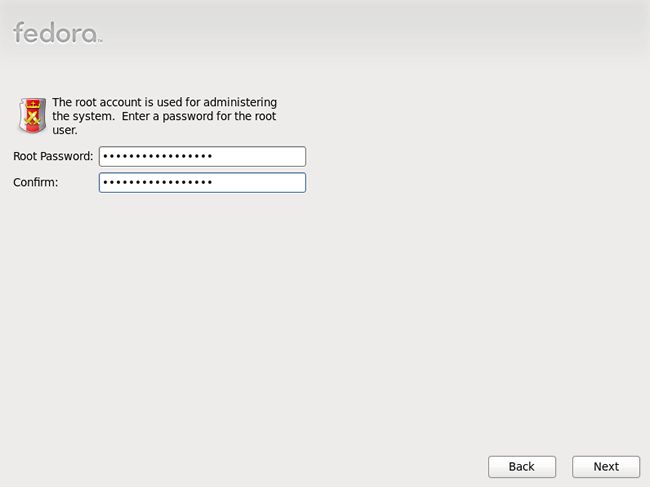 fedora™
The root account is used for administering
the system.  Enter a password for the root
user.
Root Password: •••••••••••••••••
Confirm: •••••••••••••••••
Back Next